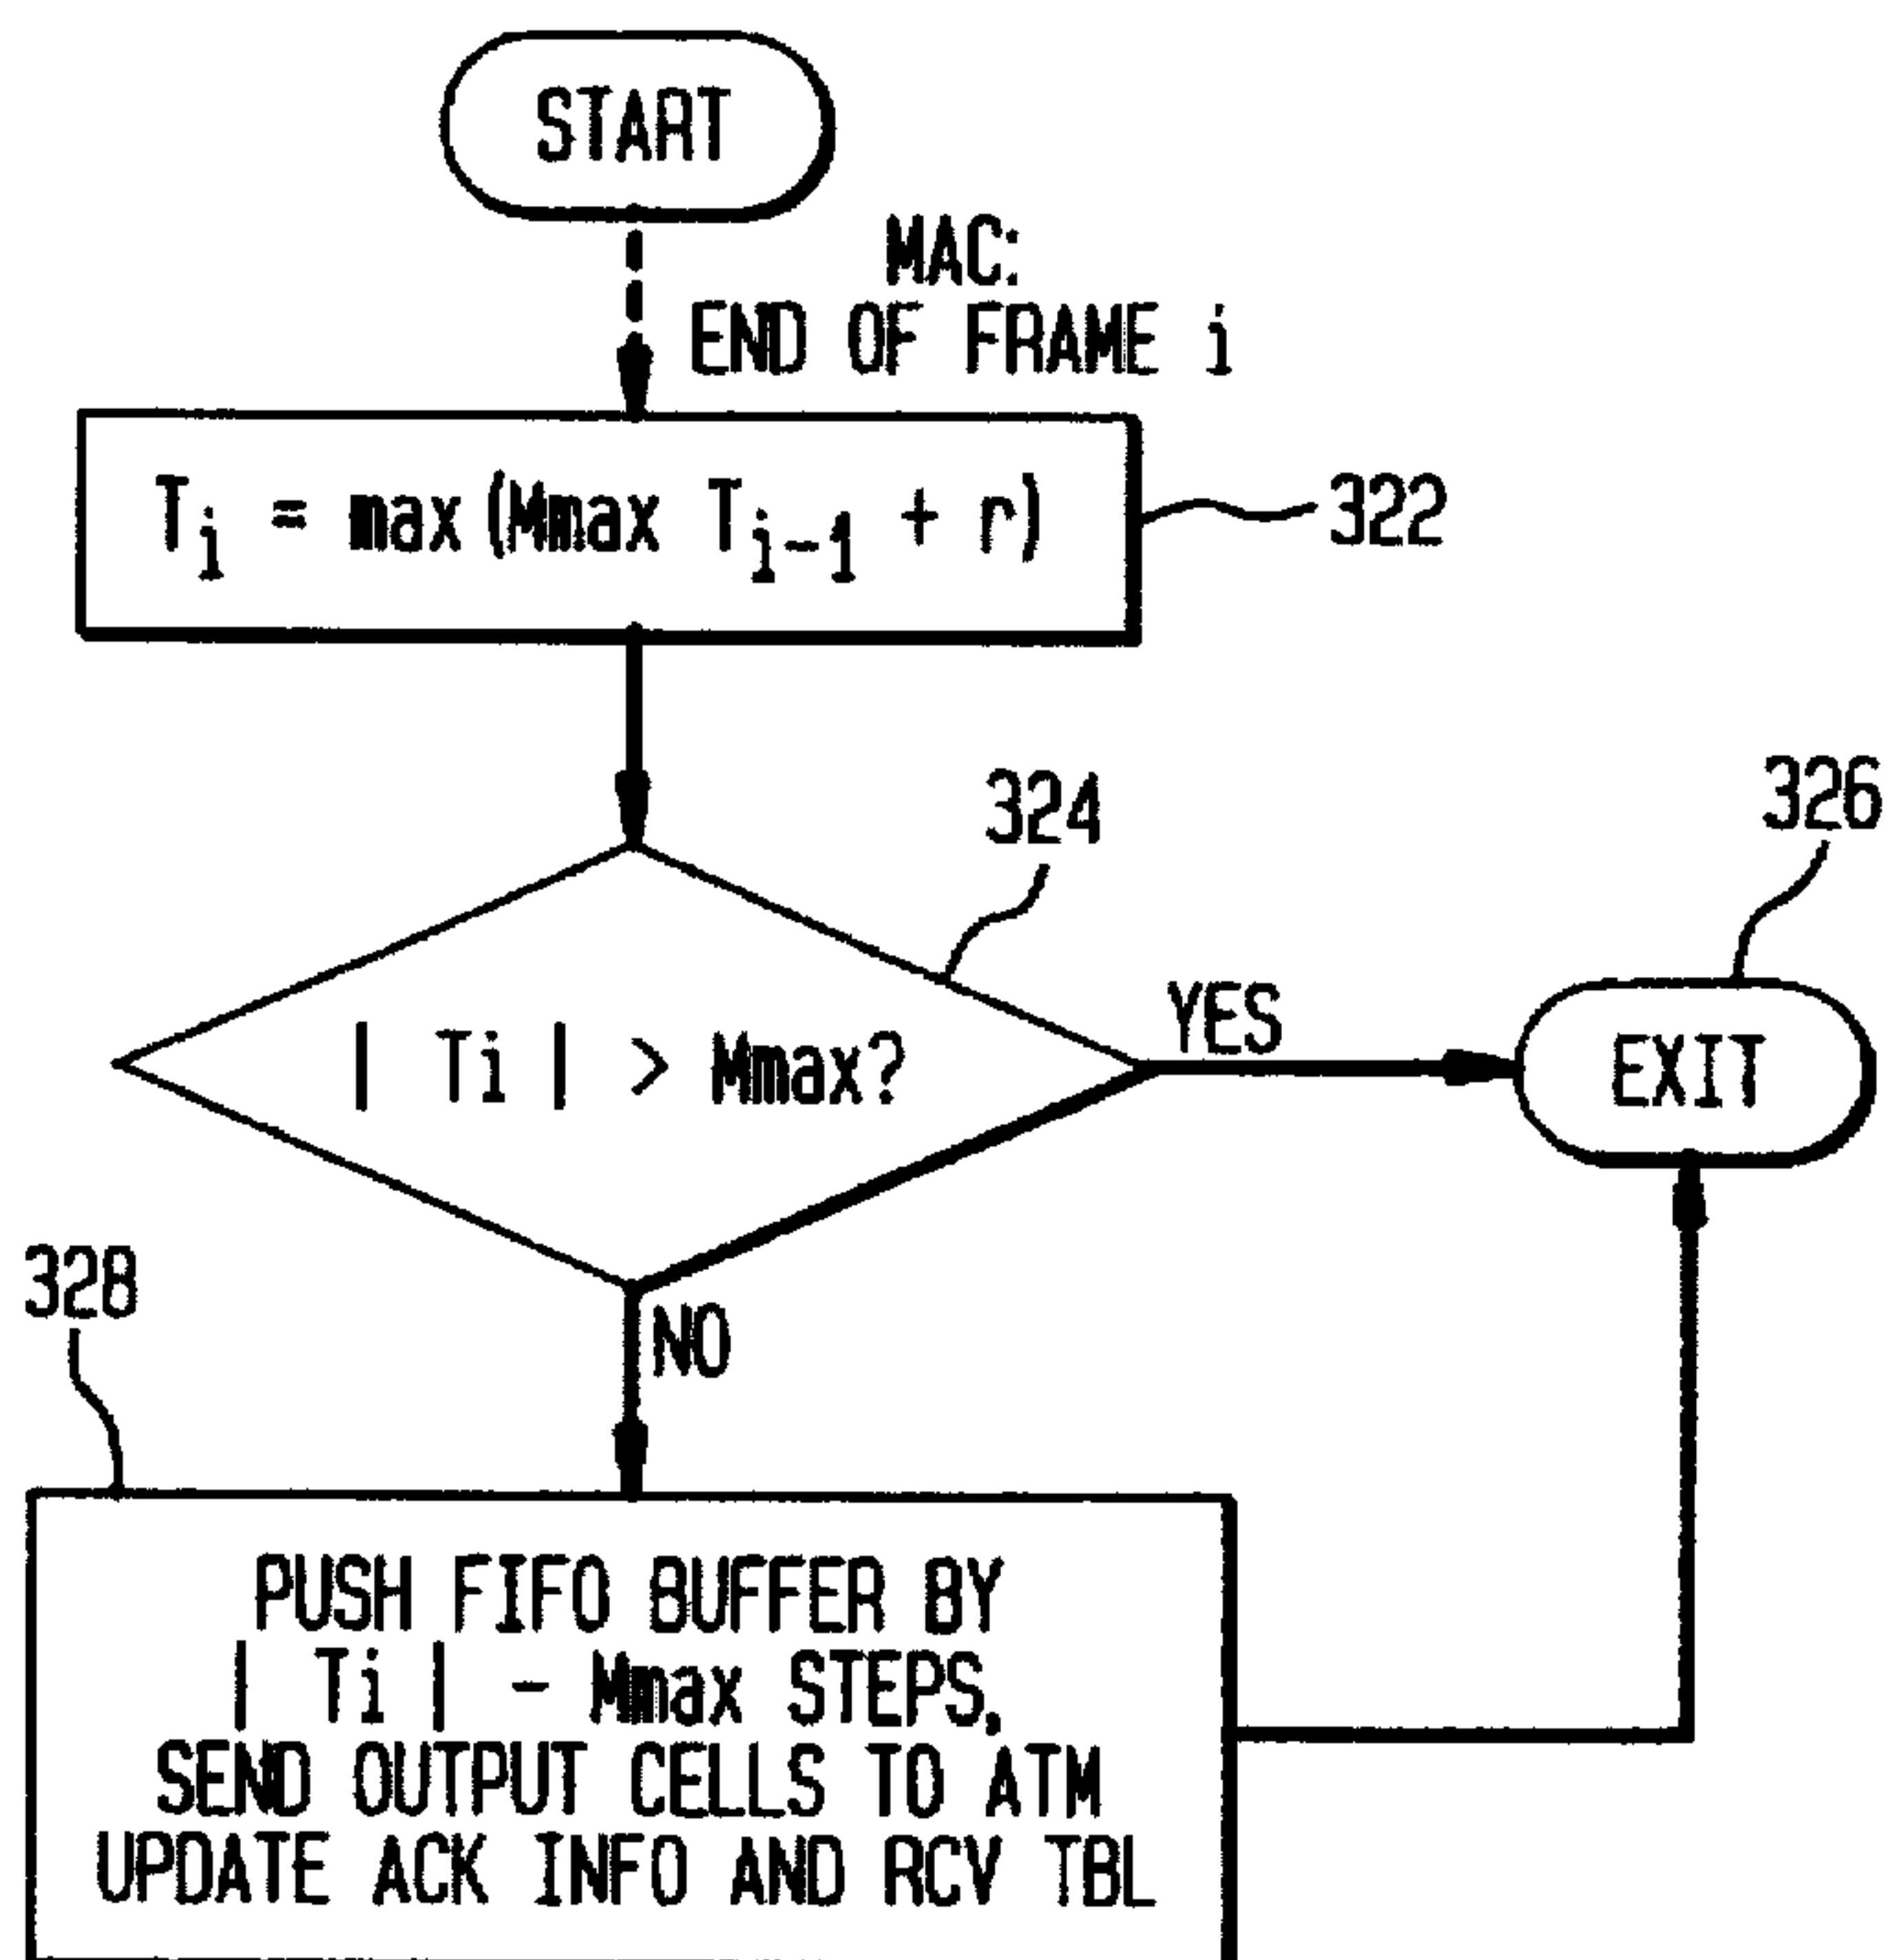 START
MAC:
END OF FRAME i
Ti = max (Mmax Ti-1 + r)
322
324
326
| Ti | > Mmax?
YES
EXIT
328
NO
PUSH FIFO BUFFER BY
| Ti | - Mmax STEPS,
SEND OUTPUT CELLS TO ATM
UPDATE ACK INFO AND RCV TBL